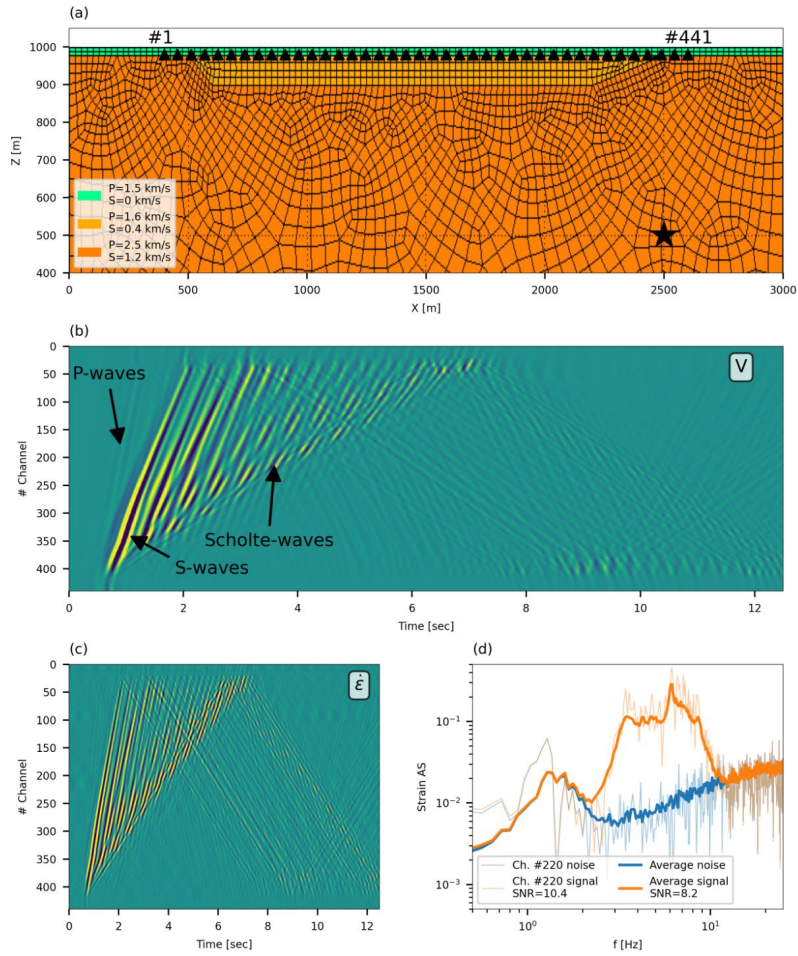 (a)
#1
#441
1000
900
800
700
600
500
400
Z [m]
P=1.5 km/s
S=0 km/s
P=1.6 km/s
S=0.4 km/s
P=2.5 km/s
S=1.2 km/s
0
500
1000
1500
2000
2500
3000
X [m]
(b)
0
50
100
150
200
250
300
350
400
# Channel
P-waves
V
Scholte-waves
S-waves
0
2
4
6
8
10
12
Time [sec]
(c)
0
50
100
150
200
250
300
350
400
# Channel
ε̇
0
2
4
6
8
10
12
Time [sec]
(d)
10⁻¹
10⁻²
10⁻³
Strain AS
Ch. #220 noise
Ch. #220 signal
SNR=10.4
Average noise
Average signal
SNR=8.2
10⁰
10¹
f [Hz]